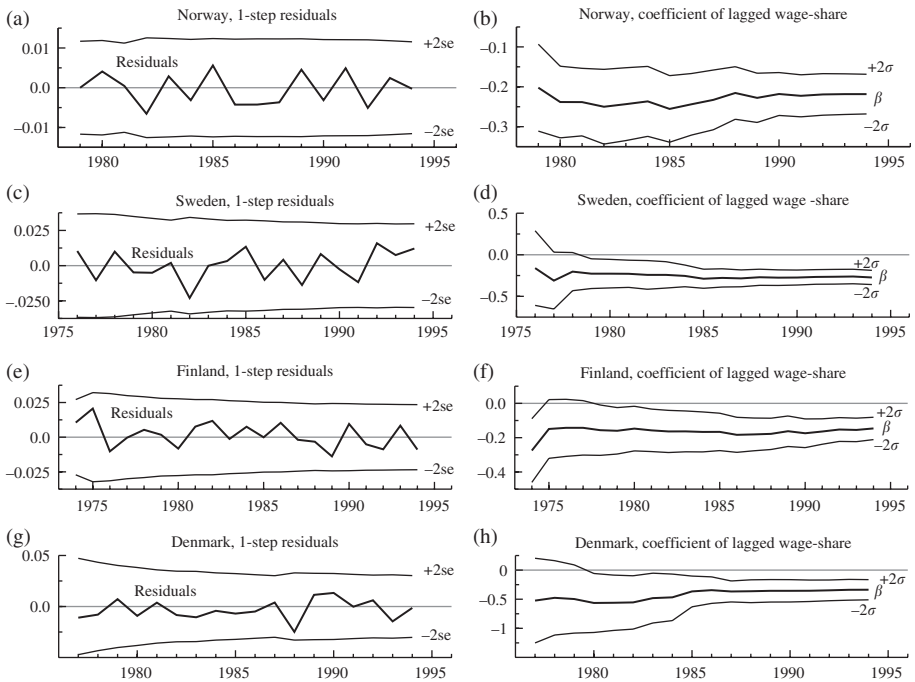 (a)
Norway, 1-step residuals
0.01
0.0
−0.01
+2se
Residuals
−2se
1980 1985 1990 1995
(b)
Norway, coefficient of lagged wage-share
−0.1
−0.2
−0.3
+2σ
β
−2σ
1980 1985 1990 1995
(c)
Sweden, 1-step residuals
0.025
0.0
−.0250
+2se
Residuals
−2se
1975 1980 1985 1990 1995
(d)
Sweden, coefficient of lagged wage -share
0.5
0.0
−0.5
+2σ
β
−2σ
1975 1980 1985 1990 1995
(e)
Finland, 1-step residuals
0.025
0.0
−0.025
+2se
Residuals
−2se
1975 1980 1985 1990 1995
(f)
Finland, coefficient of lagged wage-share
0.0
−0.2
−0.4
+2σ
β
−2σ
1975 1980 1985 1990 1995
(g)
Denmark, 1-step residuals
0.05
0.0
+2se
Residuals
−2se
1980 1985 1990 1995
(h)
Denmark, coefficient of lagged wage-share
0
−0.5
−1
+2σ
β
−2σ
1980 1985 1990 1995